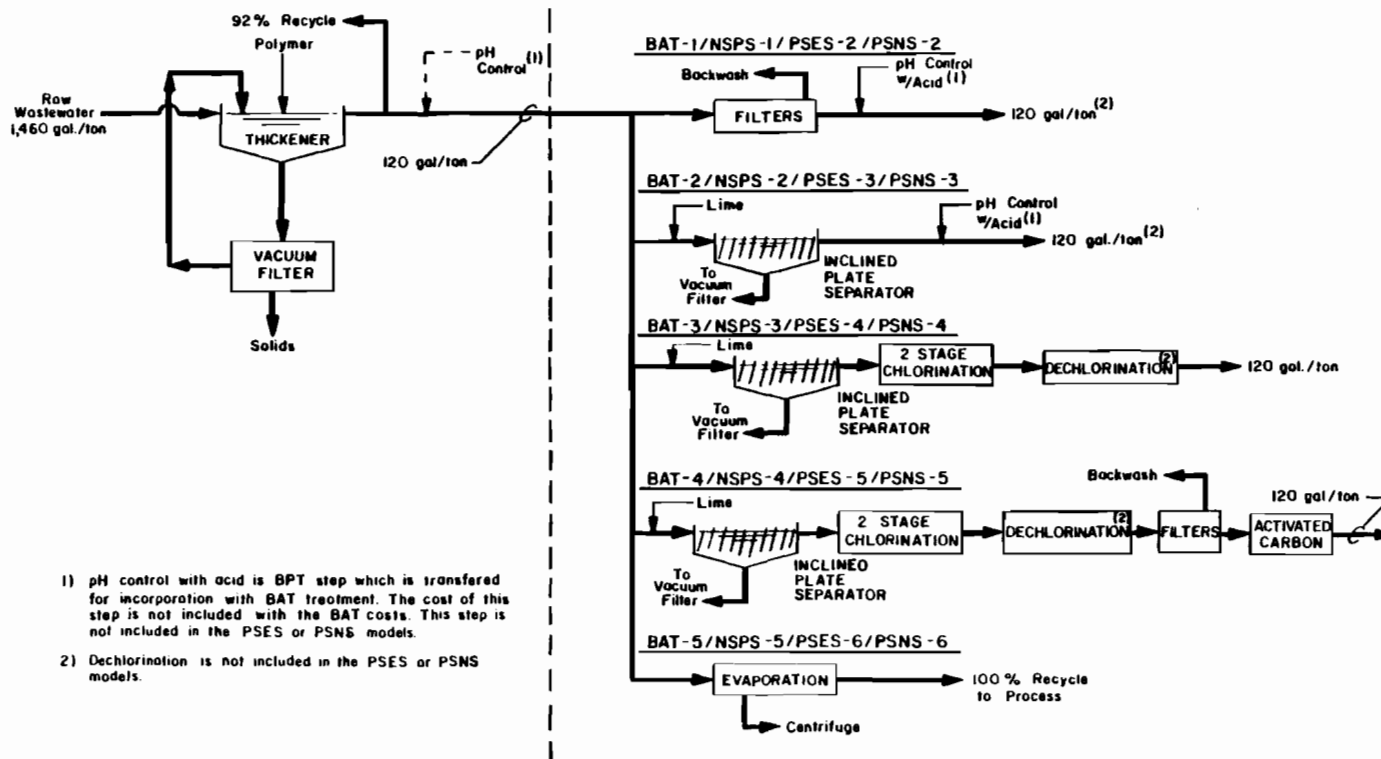 92% Recycle
Polymer
pH
Control(1)
Raw
Wastewater
1,460 gal./ton
THICKENER
120 gal/ton
VACUUM
FILTER
Solids
BAT-1/NSPS-1/PSES-2/PSNS-2
Backwash
pH Control
w/Acid(1)
FILTERS
120 gal/ton(2)
BAT-2/NSPS-2/PSES-3/PSNS-3
Lime
pH Control
w/Acid(1)
120 gal./ton(2)
To
Vacuum
Filter
INCLINED
PLATE
SEPARATOR
BAT-3/NSPS-3/PSES-4/PSNS-4
Lime
2 STAGE
CHLORINATION
DECHLORINATION(2)
120 gal./ton
To
Vacuum
Filter
INCLINED
PLATE
SEPARATOR
BAT-4/NSPS-4/PSES-5/PSNS-5
Lime
Backwash
2 STAGE
CHLORINATION
DECHLORINATION(2)
FILTERS
ACTIVATED
CARBON
120 gal/ton
To
Vacuum
Filter
INCLINED
PLATE
SEPARATOR
BAT-5/NSPS-5/PSES-6/PSNS-6
EVAPORATION
100% Recycle
to Process
Centrifuge
1) pH control with acid is BPT step which is transfered
for incorporation with BAT treatment. The cost of this
step is not included with the BAT costs. This step is
not included in the PSES or PSNS models.
2) Dechlorination is not included in the PSES or PSNS
models.